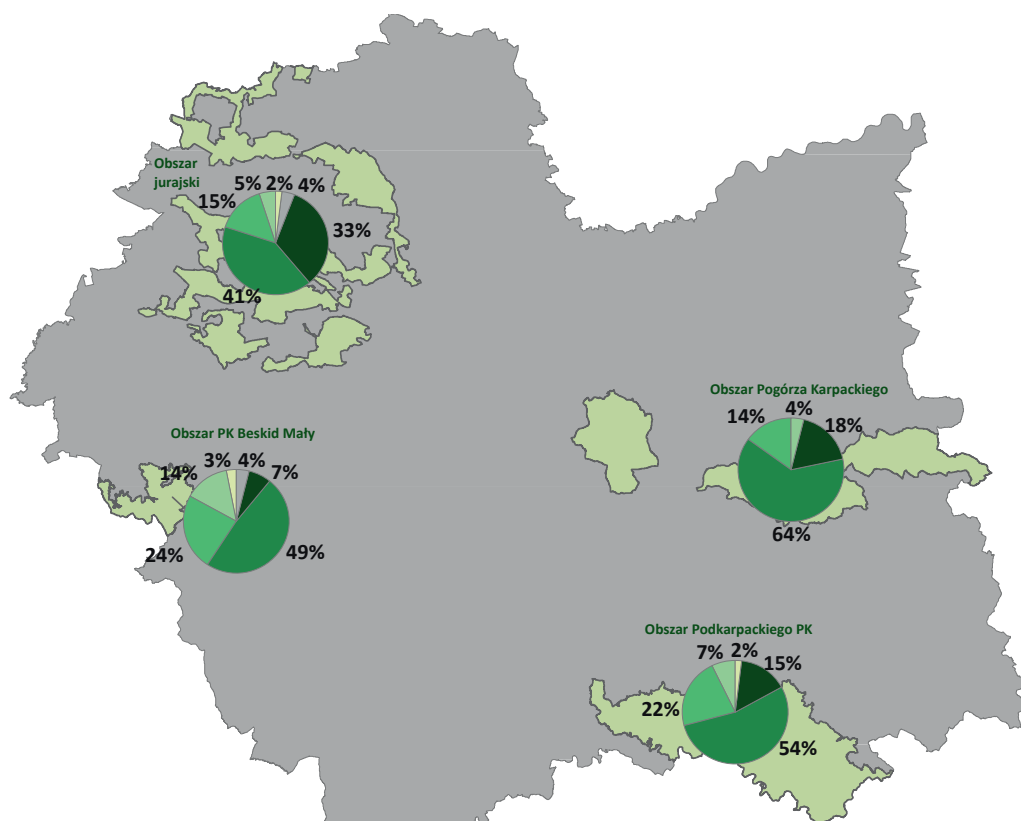 Obszar
jurajski
5% 2% 4%
15%
33%
41%
Obszar Pogórza Karpackiego
14% 4% 18%
64%
Obszar PK Beskid Mały
14% 3% 4% 7%
24% 49%
Obszar Podkarpackiego PK
7% 2% 15%
22%
54%